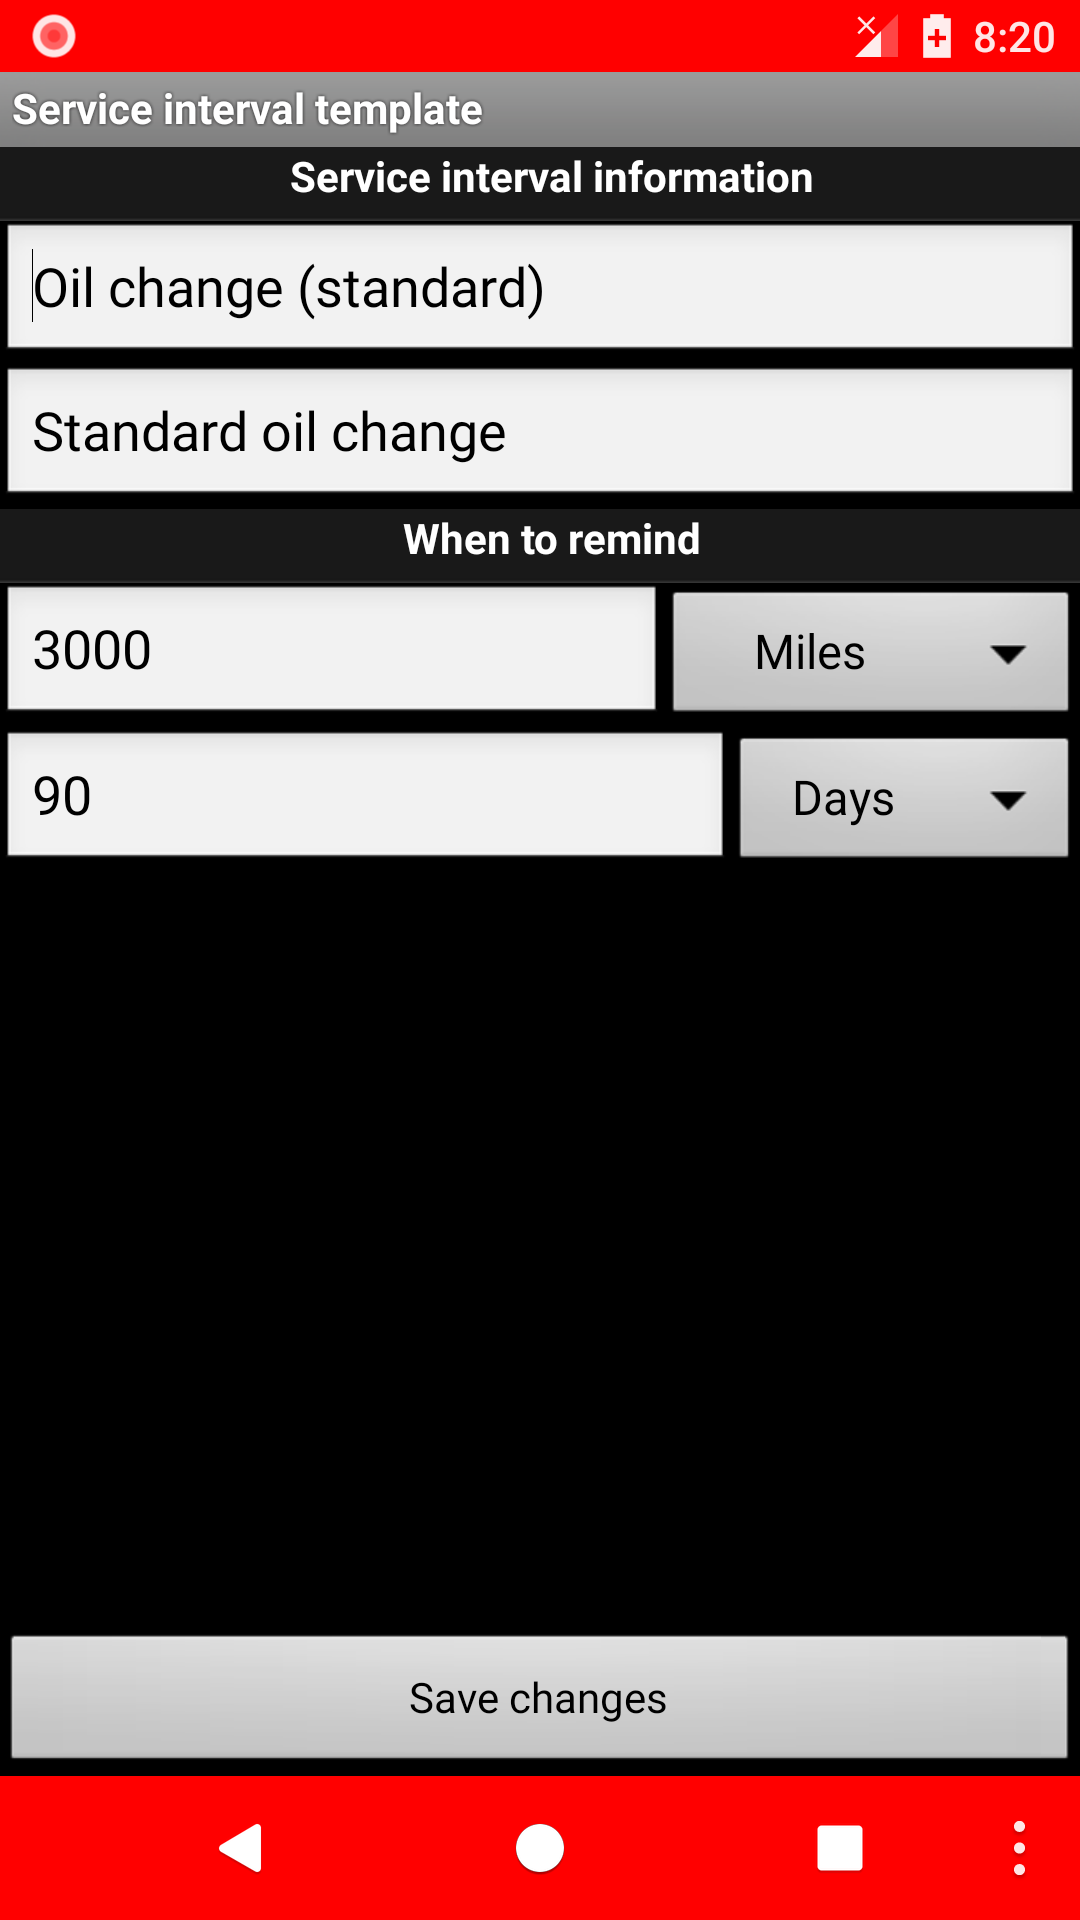 8:20
Service interval template
Service interval information
Oil change (standard)
Standard oil change
When to remind
3000 Miles
90 Days
Save changes